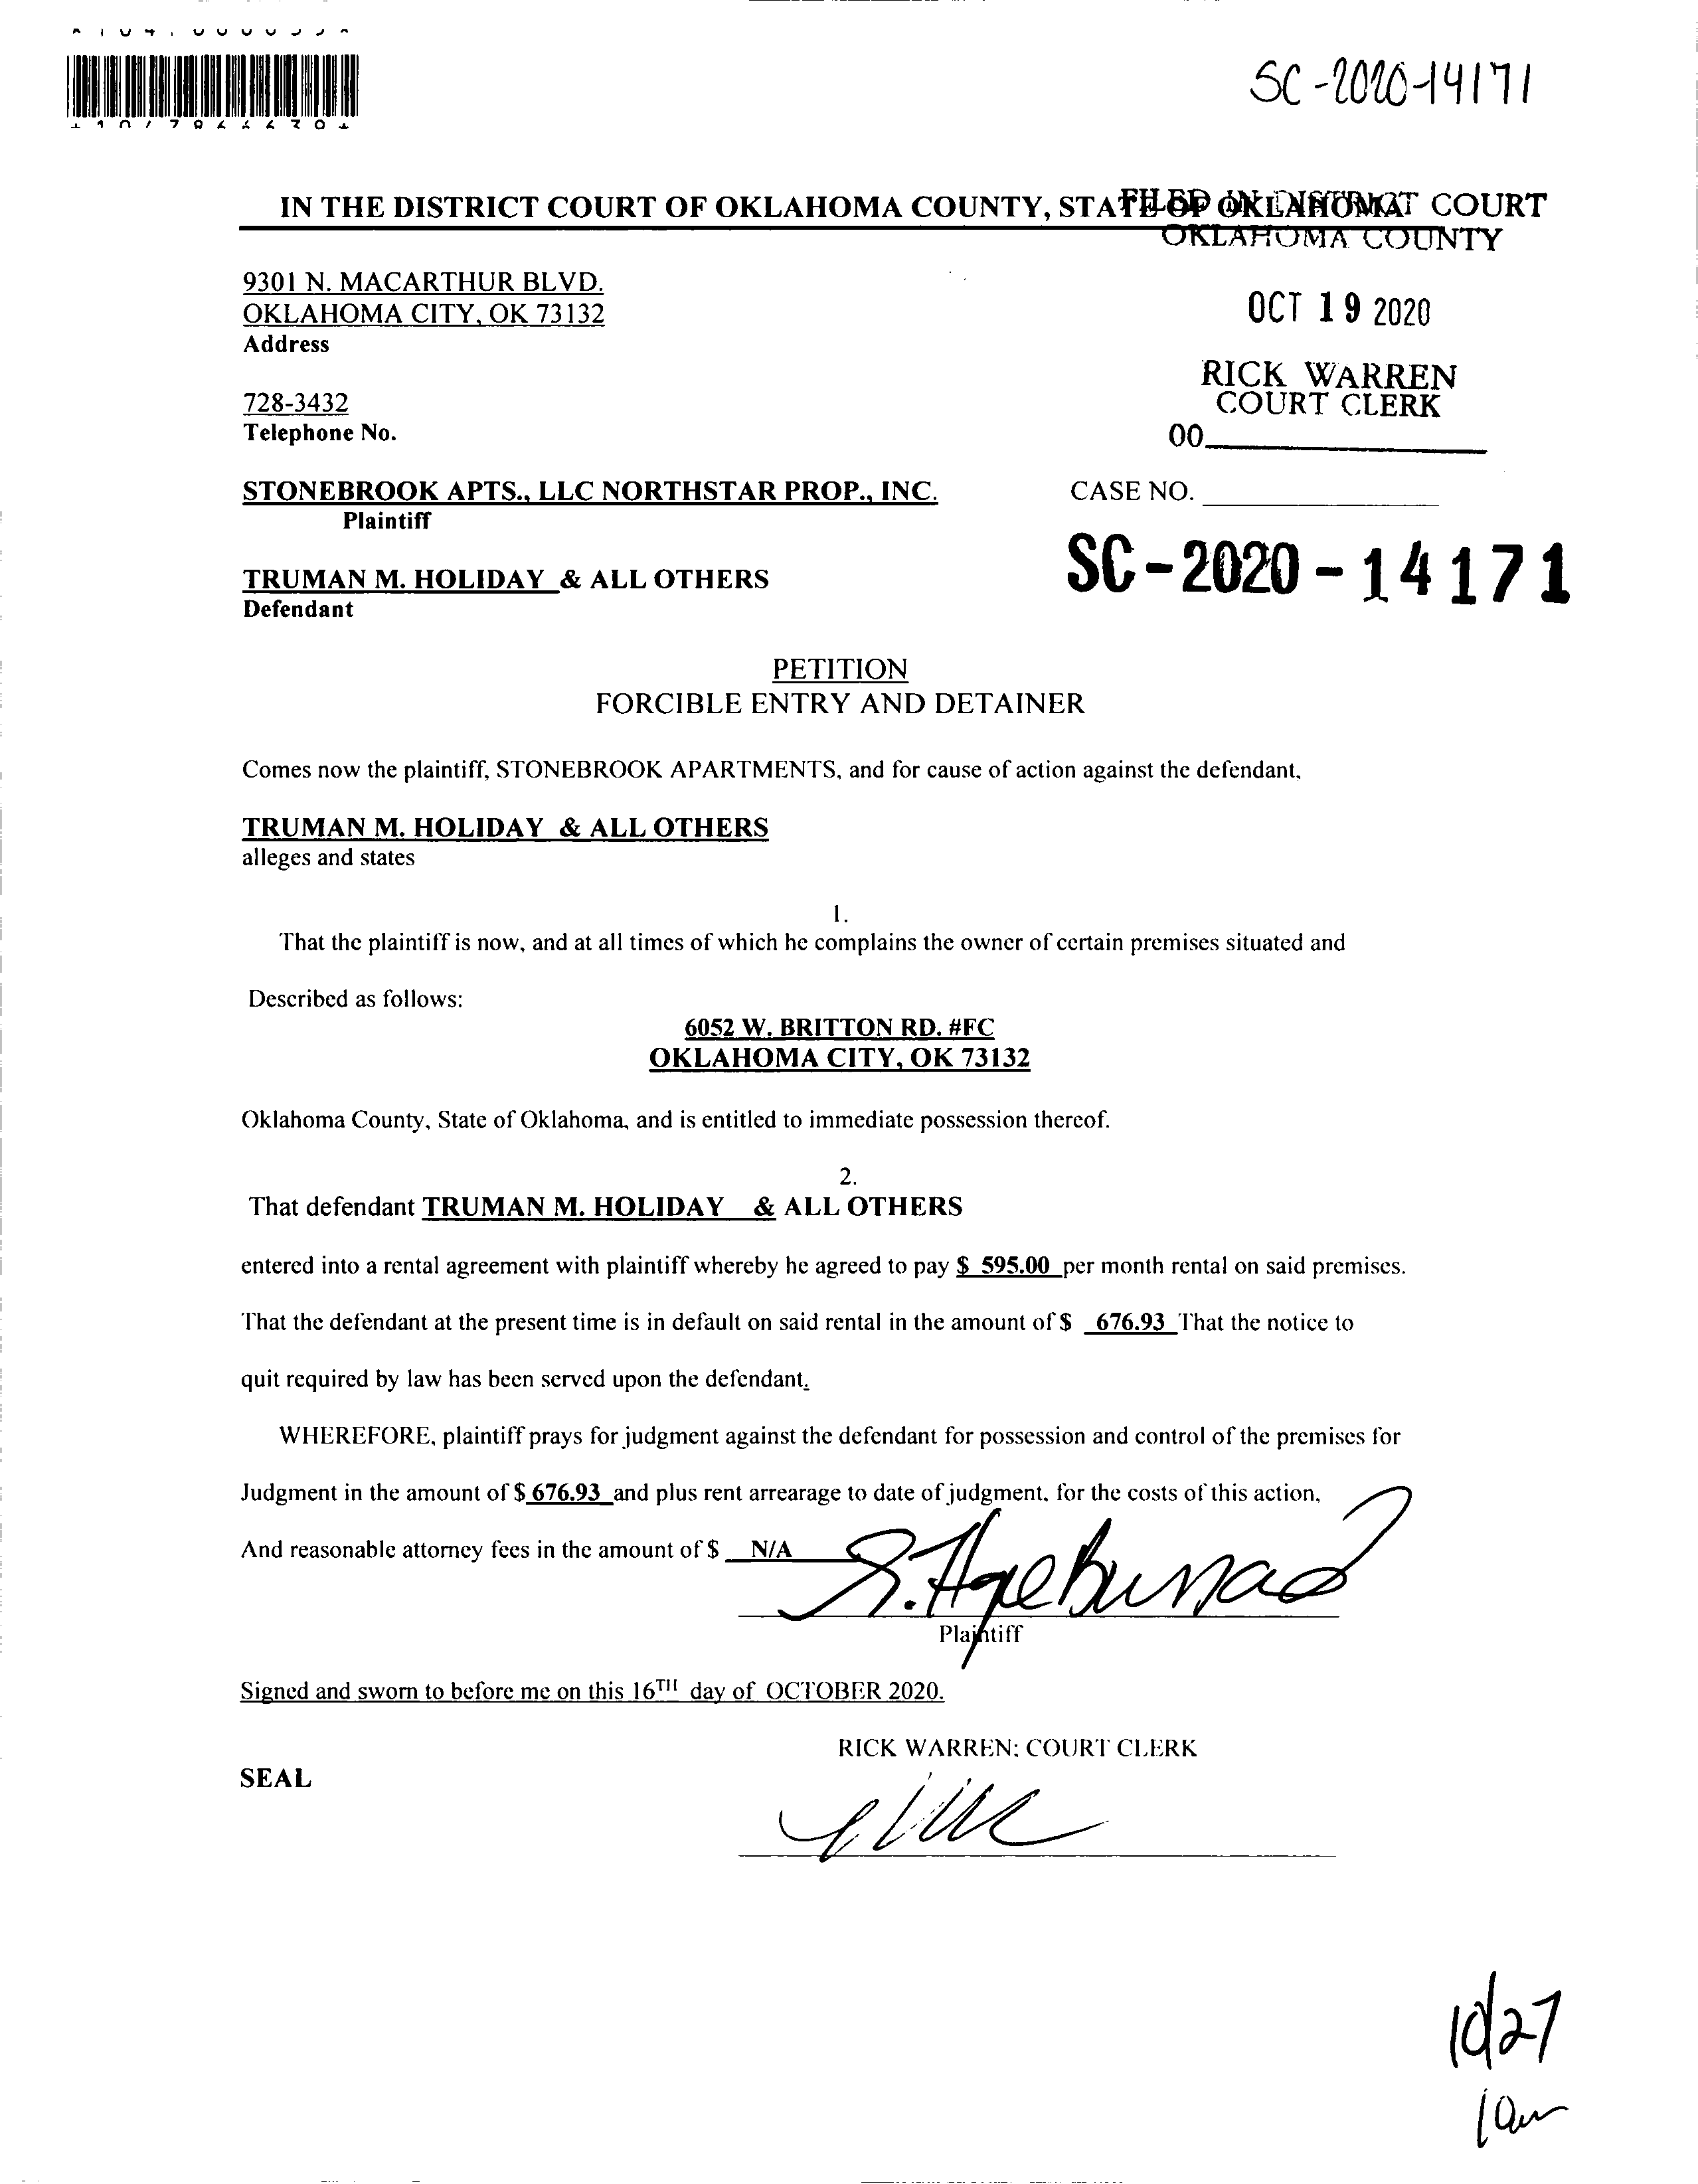 SC-2020-14171
IN THE DISTRICT COURT OF OKLAHOMA COUNTY, STATE OF OKLAHOMA
FILED IN DISTRICT COURT
OKLAHOMA COUNTY
9301 N. MACARTHUR BLVD.
OKLAHOMA CITY, OK 73132
Address
OCT 19 2020
RICK WARREN
COURT CLERK
728-3432
Telephone No.
00
STONEBROOK APTS., LLC NORTHSTAR PROP., INC.
CASE NO.
Plaintiff
SC-2020-14171
TRUMAN M. HOLIDAY & ALL OTHERS
Defendant
PETITION
FORCIBLE ENTRY AND DETAINER
Comes now the plaintiff, STONEBROOK APARTMENTS, and for cause of action against the defendant,
TRUMAN M. HOLIDAY & ALL OTHERS
alleges and states
1.
That the plaintiff is now, and at all times of which he complains the owner of certain premises situated and
Described as follows:
6052 W. BRITTON RD. #FC
OKLAHOMA CITY, OK 73132
Oklahoma County, State of Oklahoma, and is entitled to immediate possession thereof.
2.
That defendant TRUMAN M. HOLIDAY & ALL OTHERS
entered into a rental agreement with plaintiff whereby he agreed to pay $ 595.00 per month rental on said premises.
That the defendant at the present time is in default on said rental in the amount of $ 676.93 That the notice to
quit required by law has been served upon the defendant.
WHEREFORE, plaintiff prays for judgment against the defendant for possession and control of the premises for
Judgment in the amount of $ 676.93 and plus rent arrearage to date of judgment, for the costs of this action,
And reasonable attorney fees in the amount of $ N/A
Plaintiff
Signed and sworn to before me on this 16TH day of OCTOBER 2020.
RICK WARREN; COURT CLERK
SEAL
10/27